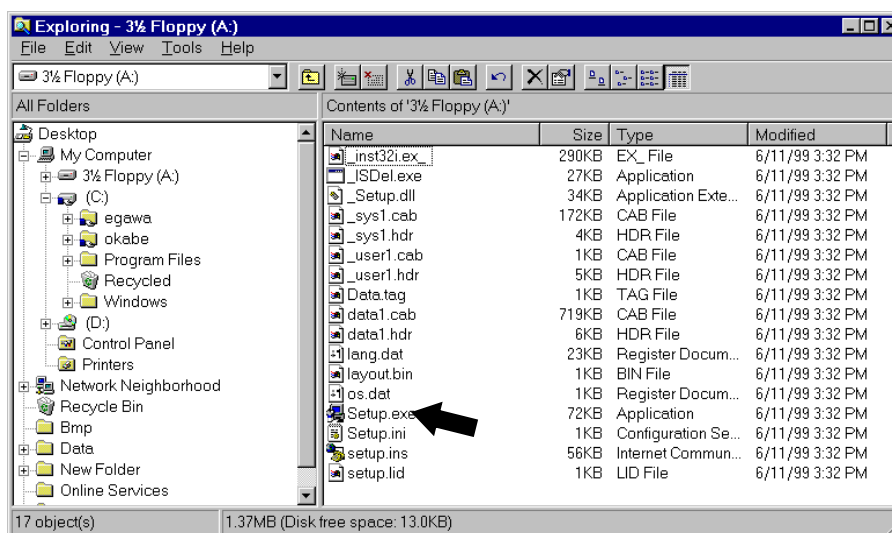 Exploring - 3½ Floppy (A:)
File Edit View Tools Help
3½ Floppy (A:)
All Folders
Contents of '3½ Floppy (A:)'
Desktop
My Computer
3½ Floppy (A:)
(C:)
egawa
okabe
Program Files
Recycled
Windows
(D:)
Control Panel
Printers
Network Neighborhood
Recycle Bin
Bmp
Data
New Folder
Online Services
Name Size Type Modified
_inst32i.ex_ 290KB EX_ File 6/11/99 3:32 PM
_ISDel.exe 27KB Application 6/11/99 3:32 PM
_Setup.dll 34KB Application Exte... 6/11/99 3:32 PM
_sys1.cab 172KB CAB File 6/11/99 3:32 PM
_sys1.hdr 4KB HDR File 6/11/99 3:32 PM
_user1.cab 1KB CAB File 6/11/99 3:32 PM
_user1.hdr 5KB HDR File 6/11/99 3:32 PM
Data.tag 1KB TAG File 6/11/99 3:32 PM
data1.cab 719KB CAB File 6/11/99 3:32 PM
data1.hdr 6KB HDR File 6/11/99 3:32 PM
lang.dat 23KB Register Docum... 6/11/99 3:32 PM
layout.bin 1KB BIN File 6/11/99 3:32 PM
os.dat 1KB Register Docum... 6/11/99 3:32 PM
Setup.exe 72KB Application 6/11/99 3:32 PM
Setup.ini 1KB Configuration Se... 6/11/99 3:32 PM
setup.ins 56KB Internet Commun... 6/11/99 3:32 PM
setup.lid 1KB LID File 6/11/99 3:32 PM
17 object(s)
1.37MB (Disk free space: 13.0KB)